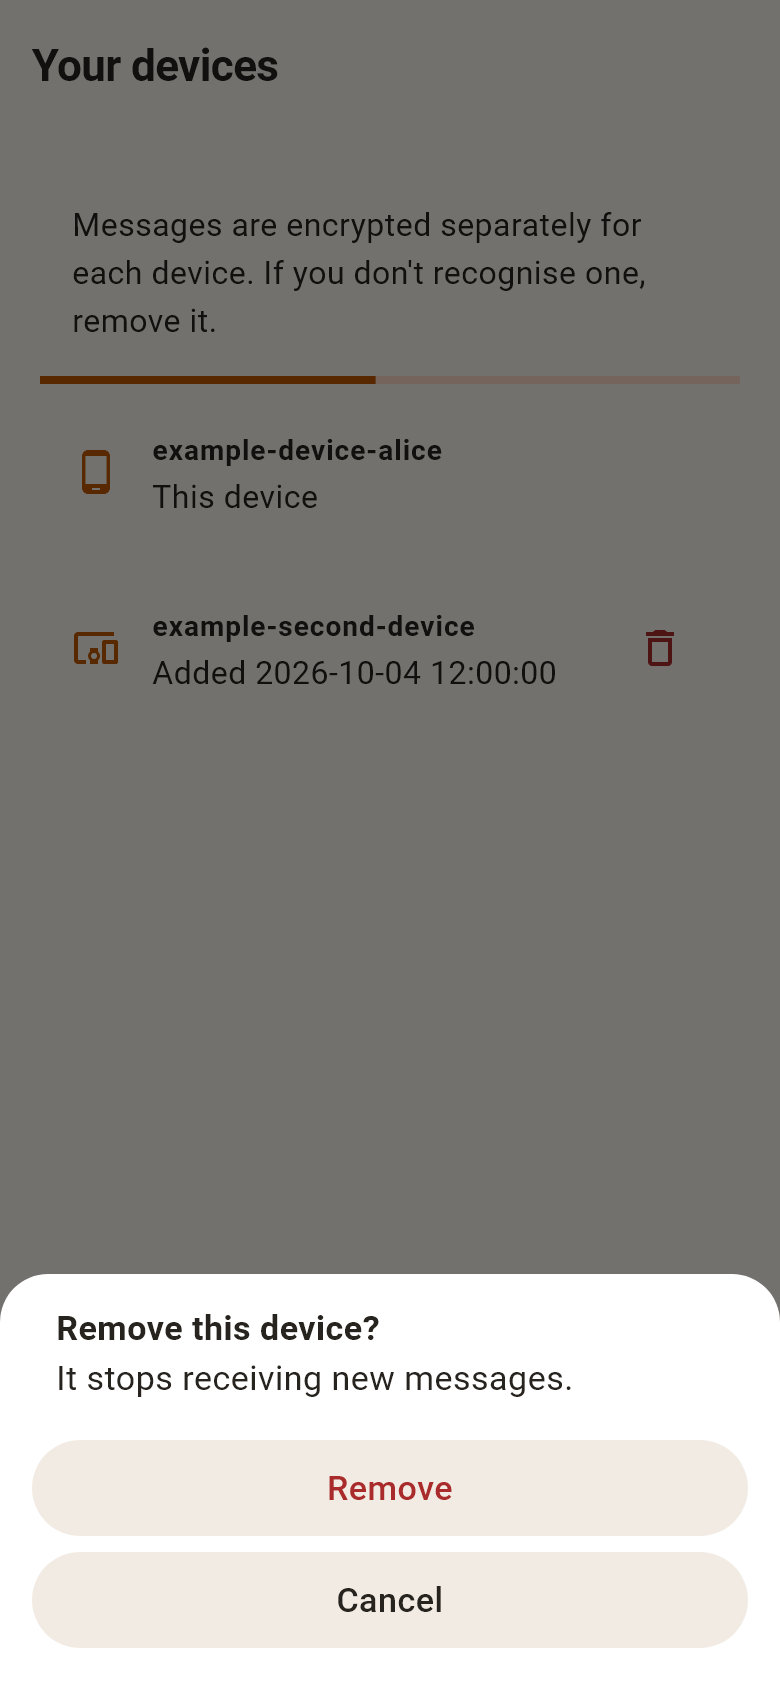 Your devices
Messages are encrypted separately for
each device. If you don't recognise one,
remove it.
example-device-alice
This device
example-second-device
Added 2026-10-04 12:00:00
Remove this device?
It stops receiving new messages.
Remove
Cancel